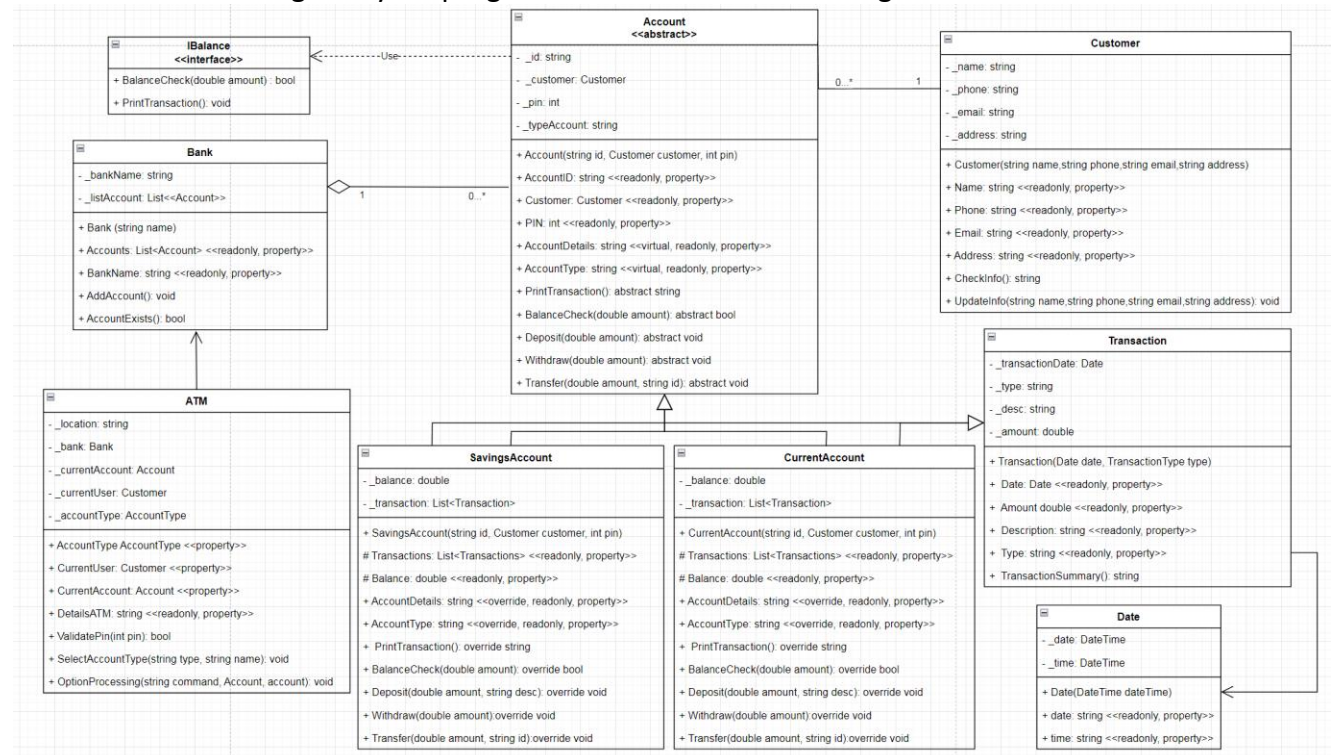 IBalance
<<interface>>
+ BalanceCheck(double amount) : bool
+ PrintTransaction(): void
Use
Account
<<abstract>>
- _id: string
- _customer: Customer
- _pin: int
- _typeAccount: string
+ Account(string id, Customer customer, int pin)
+ AccountID: string <<readonly, property>>
+ Customer: Customer <<readonly, property>>
+ PIN: int <<readonly, property>>
+ AccountDetails: string <<virtual, readonly, property>>
+ AccountType: string <<virtual, readonly, property>>
+ PrintTransaction(): abstract string
+ BalanceCheck(double amount): abstract bool
+ Deposit(double amount): abstract void
+ Withdraw(double amount): abstract void
+ Transfer(double amount, string id): abstract void
0...*
1
Customer
- _name: string
- _phone: string
- _email: string
- _address: string
+ Customer(string name,string phone,string email,string address)
+ Name: string <<readonly, property>>
+ Phone: string <<readonly, property>>
+ Email: string <<readonly, property>>
+ Address: string <<readonly, property>>
+ CheckInfo(): string
+ UpdateInfo(string name,string phone,string email,string address): void
Bank
- _bankName: string
- _listAccount: List<<Account>>
+ Bank (string name)
+ Accounts: List<Account> <<readonly, property>>
+ BankName: string <<readonly, property>>
+ AddAccount(): void
+ AccountExists(): bool
1
0...*
ATM
- _location: string
- _bank: Bank
- _currentAccount: Account
- _currentUser: Customer
- _accountType: AccountType
+ AccountType AccountType <<property>>
+ CurrentUser: Customer <<property>>
+ CurrentAccount: Account <<property>>
+ DetailsATM: string <<readonly, property>>
+ ValidatePin(int pin): bool
+ SelectAccountType(string type, string name): void
+ OptionProcessing(string command, Account, account): void
SavingsAccount
- _balance: double
- _transaction: List<Transaction>
+ SavingsAccount(string id, Customer customer, int pin)
# Transactions: List<Transactions> <<readonly, property>>
# Balance: double <<readonly, property>>
+ AccountDetails: string <<override, readonly, property>>
+ AccountType: string <<override, readonly, property>>
+ PrintTransaction(): override string
+ BalanceCheck(double amount): override bool
+ Deposit(double amount, string desc): override void
+ Withdraw(double amount):override void
+ Transfer(double amount, string id):override void
CurrentAccount
- _balance: double
- _transaction: List<Transaction>
+ CurrentAccount(string id, Customer customer, int pin)
# Transactions: List<Transactions> <<readonly, property>>
# Balance: double <<readonly, property>>
+ AccountDetails: string <<override, readonly, property>>
+ AccountType: string <<override, readonly, property>>
+ PrintTransaction(): override string
+ BalanceCheck(double amount): override bool
+ Deposit(double amount, string desc): override void
+ Withdraw(double amount):override void
+ Transfer(double amount, string id):override void
Transaction
- _transactionDate: Date
- _type: string
- _desc: string
- _amount: double
+ Transaction(Date date, TransactionType type)
+ Date: Date <<readonly, property>>
+ Amount double <<readonly, property>>
+ Description: string <<readonly, property>>
+ Type: string <<readonly, property>>
+ TransactionSummary(): string
Date
- _date: DateTime
- _time: DateTime
+ Date(DateTime dateTime)
+ date: string <<readonly, property>>
+ time: string <<readonly, property>>